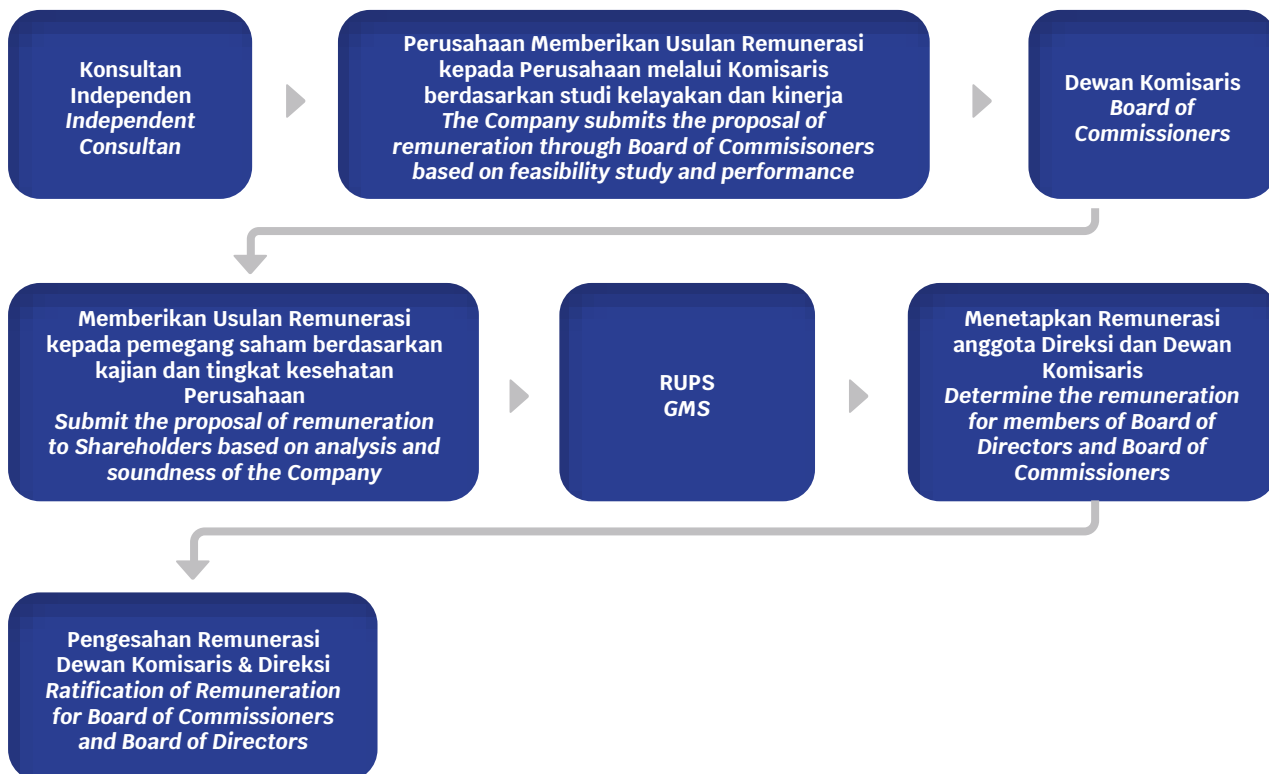 Konsultan
Independen
Independent
Consultan
Perusahaan Memberikan Usulan Remunerasi
kepada Perusahaan melalui Komisaris
berdasarkan studi kelayakan dan kinerja
The Company submits the proposal of
remuneration through Board of Commisisoners
based on feasibility study and performance
Dewan Komisaris
Board of
Commissioners
Memberikan Usulan Remunerasi
kepada pemegang saham berdasarkan
kajian dan tingkat kesehatan
Perusahaan
Submit the proposal of remuneration
to Shareholders based on analysis and
soundness of the Company
RUPS
GMS
Menetapkan Remunerasi
anggota Direksi dan Dewan
Komisaris
Determine the remuneration
for members of Board of
Directors and Board of
Commissioners
Pengesahan Remunerasi
Dewan Komisaris & Direksi
Ratification of Remuneration
for Board of Commissioners
and Board of Directors